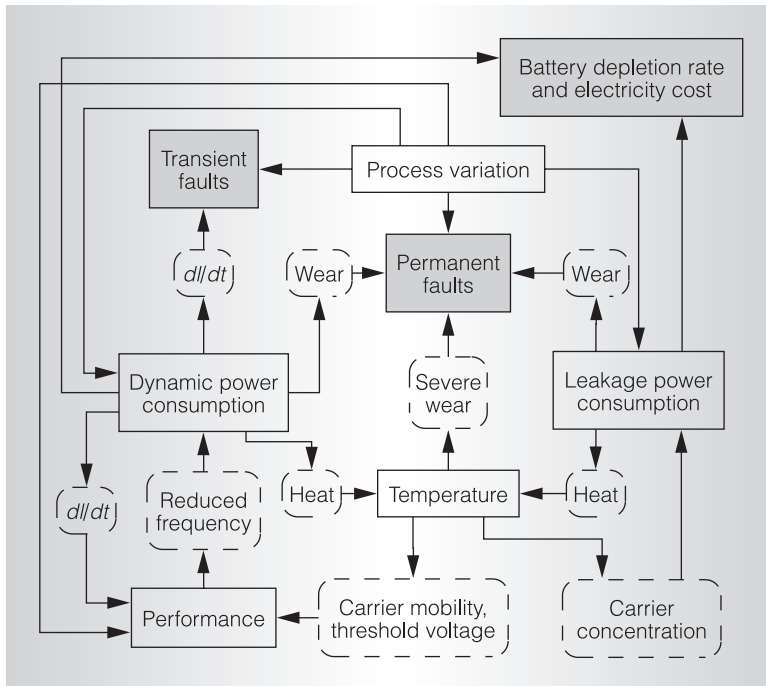 Battery depletion rate
and electricity cost
Transient
faults
Process variation
dI/dt
Wear
Permanent
faults
Wear
Dynamic power
consumption
Severe
wear
Leakage power
consumption
dI/dt
Reduced
frequency
Heat
Temperature
Heat
Performance
Carrier mobility,
threshold voltage
Carrier
concentration